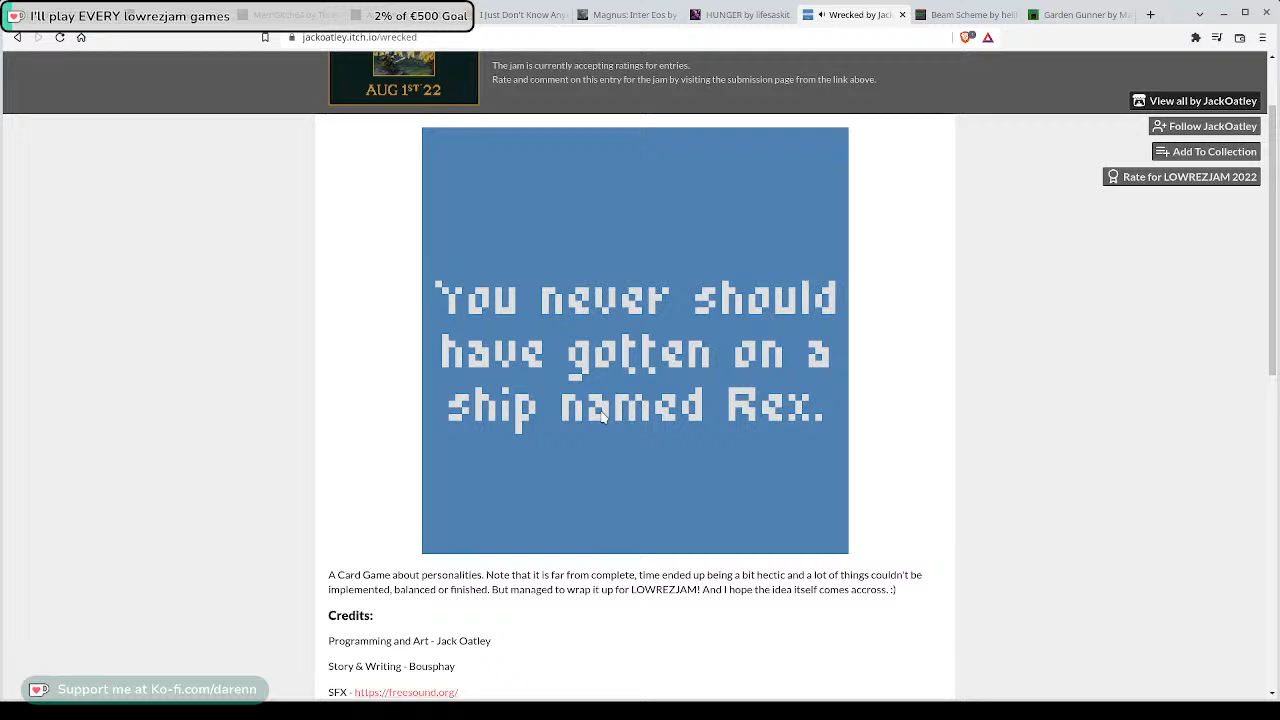 I'll play EVERY lowrezjam games
2% of €500 Goal
I Just Don't Know Any
Magnus: Inter Eos by
HUNGER by lifesaskit
Wrecked by Jack
Beam Scheme by helli
Garden Gunner by Ma
jackoatley.itch.io/wrecked
AUG 1ST 22
The jam is currently accepting ratings for entries.
Rate and comment on this entry for the jam by visiting the submission page from the link above.
View all by JackOatley
Follow JackOatley
Add To Collection
Rate for LOWREZJAM 2022
You never should
have gotten on a
ship named Rex.
A Card Game about personalities. Note that it is far from complete, time ended up being a bit hectic and a lot of things couldn't be
implemented, balanced or finished. But managed to wrap it up for LOWREZJAM! And I hope the idea itself comes accross. :)
Credits:
Programming and Art - Jack Oatley
Story & Writing - Bousphay
SFX - https://freesound.org/
Support me at Ko-fi.com/darenn